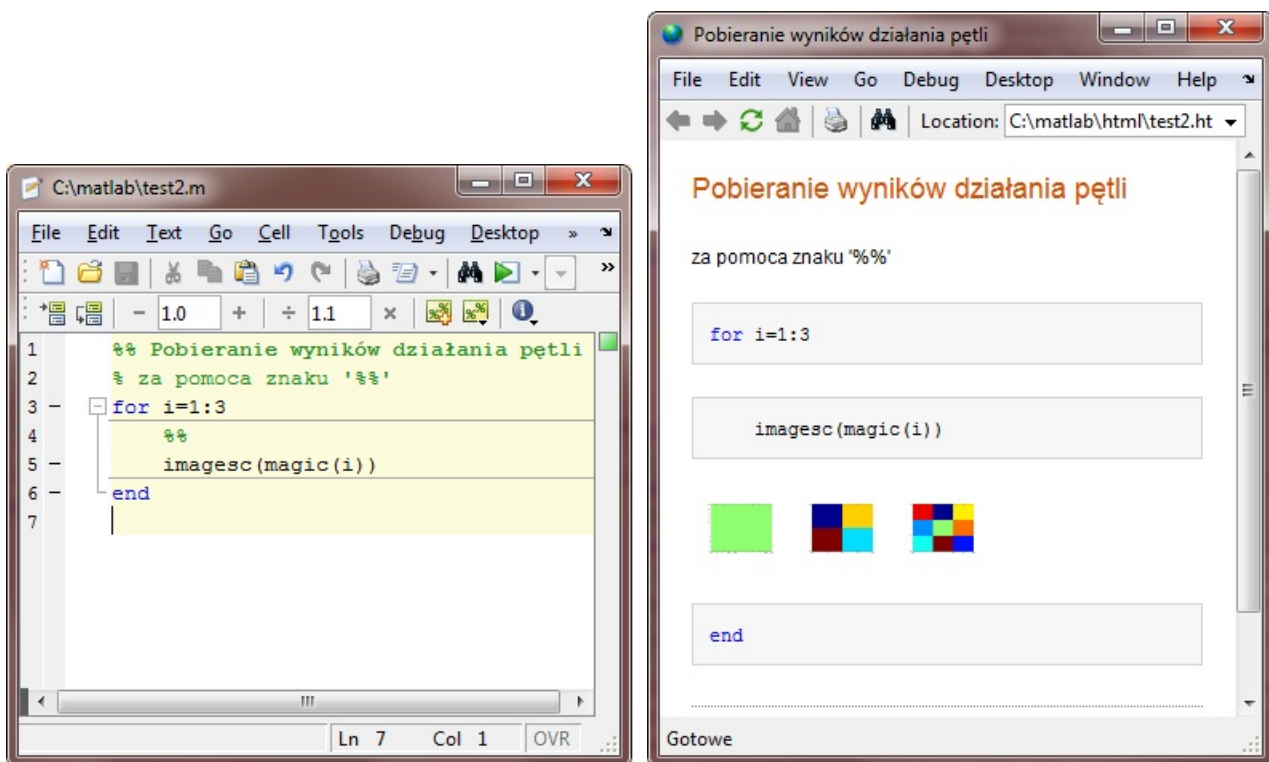 C:\matlab\test2.m
File Edit Text Go Cell Tools Debug Desktop »
»
1.0 + ÷ 1.1 ×
1 %% Pobieranie wyników działania pętli
2 % za pomoca znaku '%%'
3 for i=1:3
4 %%
5 imagesc(magic(i))
6 end
7
Ln 7 Col 1 OVR
Pobieranie wyników działania pętli
File Edit View Go Debug Desktop Window Help
Location: C:\matlab\html\test2.ht
Pobieranie wyników działania pętli
za pomoca znaku '%%'
for i=1:3
imagesc(magic(i))
end
Gotowe